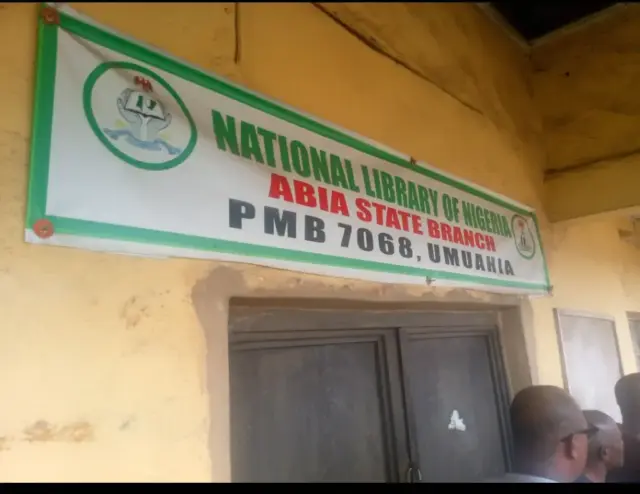 NATIONAL LIBRARY OF NIGERIA
ABIA STATE BRANCH
PMB 7068, UMUAHIA